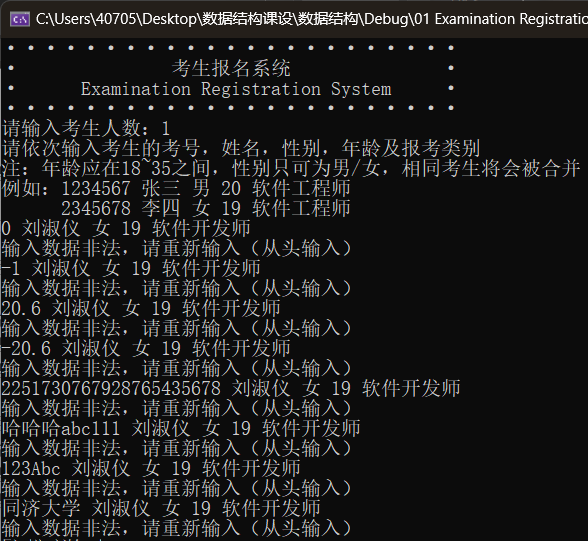 C:\Users\40705\Desktop\数据结构课设\数据结构\Debug\01 Examination Registratio
考生报名系统
Examination Registration System
请输入考生人数：1
请依次输入考生的考号，姓名，性别，年龄及报考类别
注：年龄应在18~35之间，性别只可为男/女，相同考生将会被合并
例如：1234567 张三 男 20 软件工程师
2345678 李四 女 19 软件工程师
0 刘淑仪 女 19 软件开发师
输入数据非法，请重新输入（从头输入）
-1 刘淑仪 女 19 软件开发师
输入数据非法，请重新输入（从头输入）
20.6 刘淑仪 女 19 软件开发师
输入数据非法，请重新输入（从头输入）
-20.6 刘淑仪 女 19 软件开发师
输入数据非法，请重新输入（从头输入）
2251730767928765435678 刘淑仪 女 19 软件开发师
输入数据非法，请重新输入（从头输入）
哈哈哈abc111 刘淑仪 女 19 软件开发师
输入数据非法，请重新输入（从头输入）
123Abc 刘淑仪 女 19 软件开发师
输入数据非法，请重新输入（从头输入）
同济大学 刘淑仪 女 19 软件开发师
输入数据非法，请重新输入（从头输入）